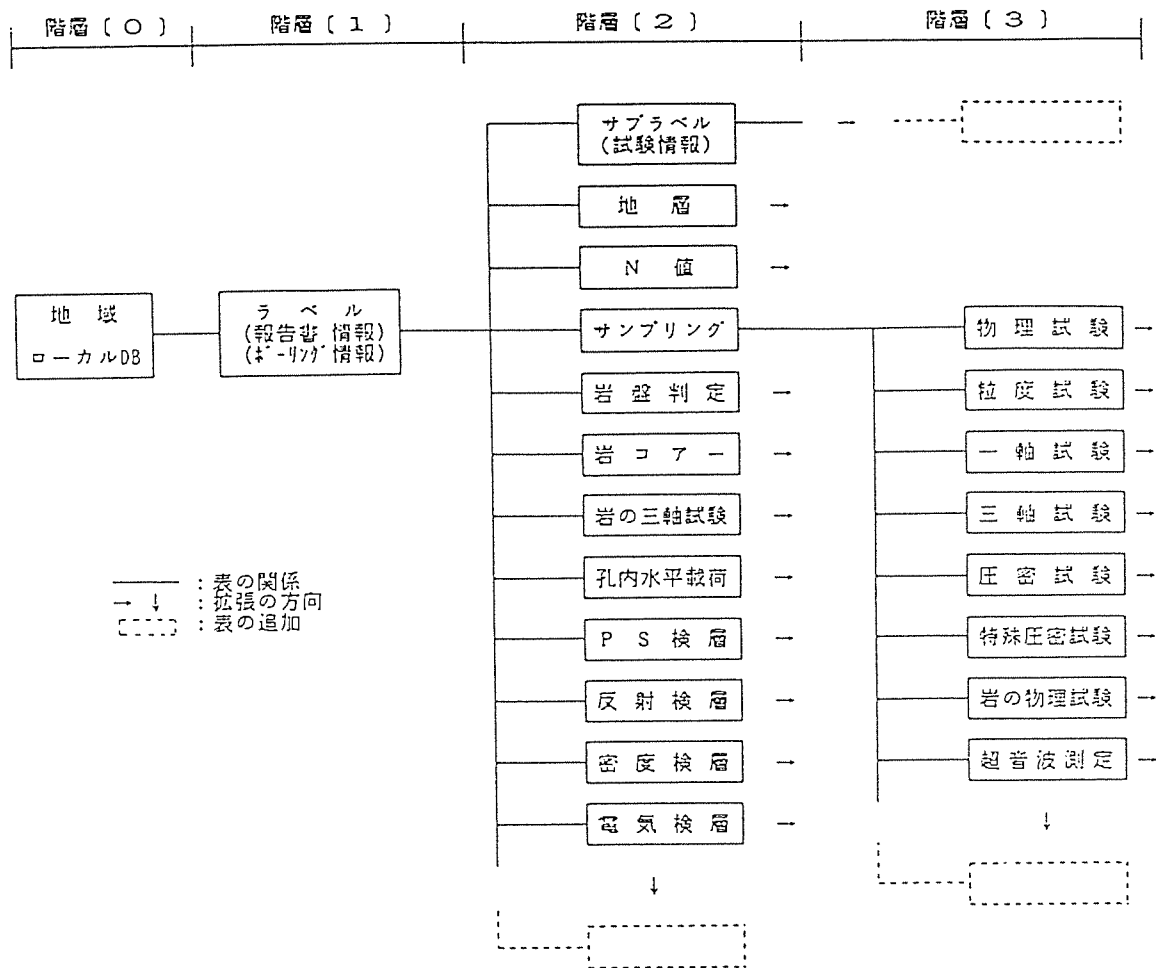 階層〔０〕 階層〔１〕 階層〔２〕 階層〔３〕
サブラベル
(試験情報)
地層
N値
地域
ローカルDB
ラベル
(報告書情報)
(ボーリング情報)
サンプリング
岩盤判定
岩コアー
岩の三軸試験
孔内水平載荷
PS検層
反射検層
密度検層
電気検層
物理試験
粒度試験
一軸試験
三軸試験
圧密試験
特殊圧密試験
岩の物理試験
超音波測定
―― : 表の関係
→ ↓ : 拡張の方向
: 表の追加